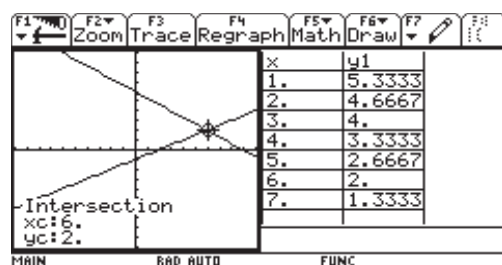 F1 F2 F3 F4 F5 F6 F7
Zoom Trace Regraph Math Draw
x y1
1. 5.3333
2. 4.6667
3. 4.
4. 3.3333
5. 2.6667
6. 2.
7. 1.3333
Intersection
xc:6.
yc:2.
MAIN RAD AUTO FUNC